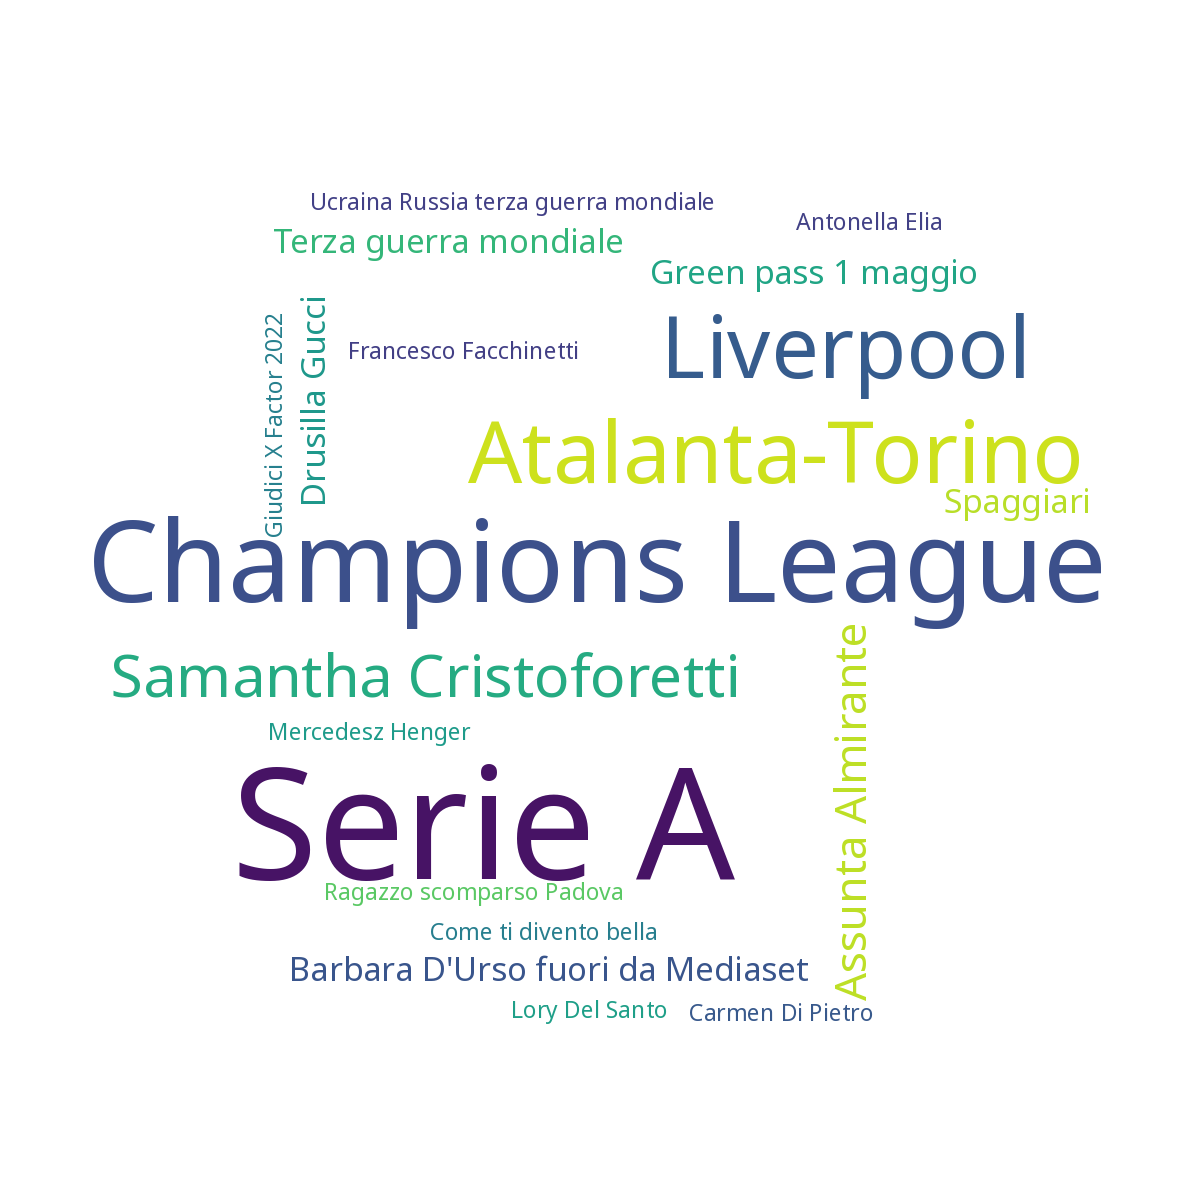 Ucraina Russia terza guerra mondiale
Antonella Elia
Terza guerra mondiale
Green pass 1 maggio
Giudici X Factor 2022
Drusilla Gucci
Francesco Facchinetti
Liverpool
Atalanta-Torino
Spaggiari
Champions League
Samantha Cristoforetti
Assunta Almirante
Mercedesz Henger
Serie A
Ragazzo scomparso Padova
Come ti divento bella
Barbara D'Urso fuori da Mediaset
Lory Del Santo
Carmen Di Pietro